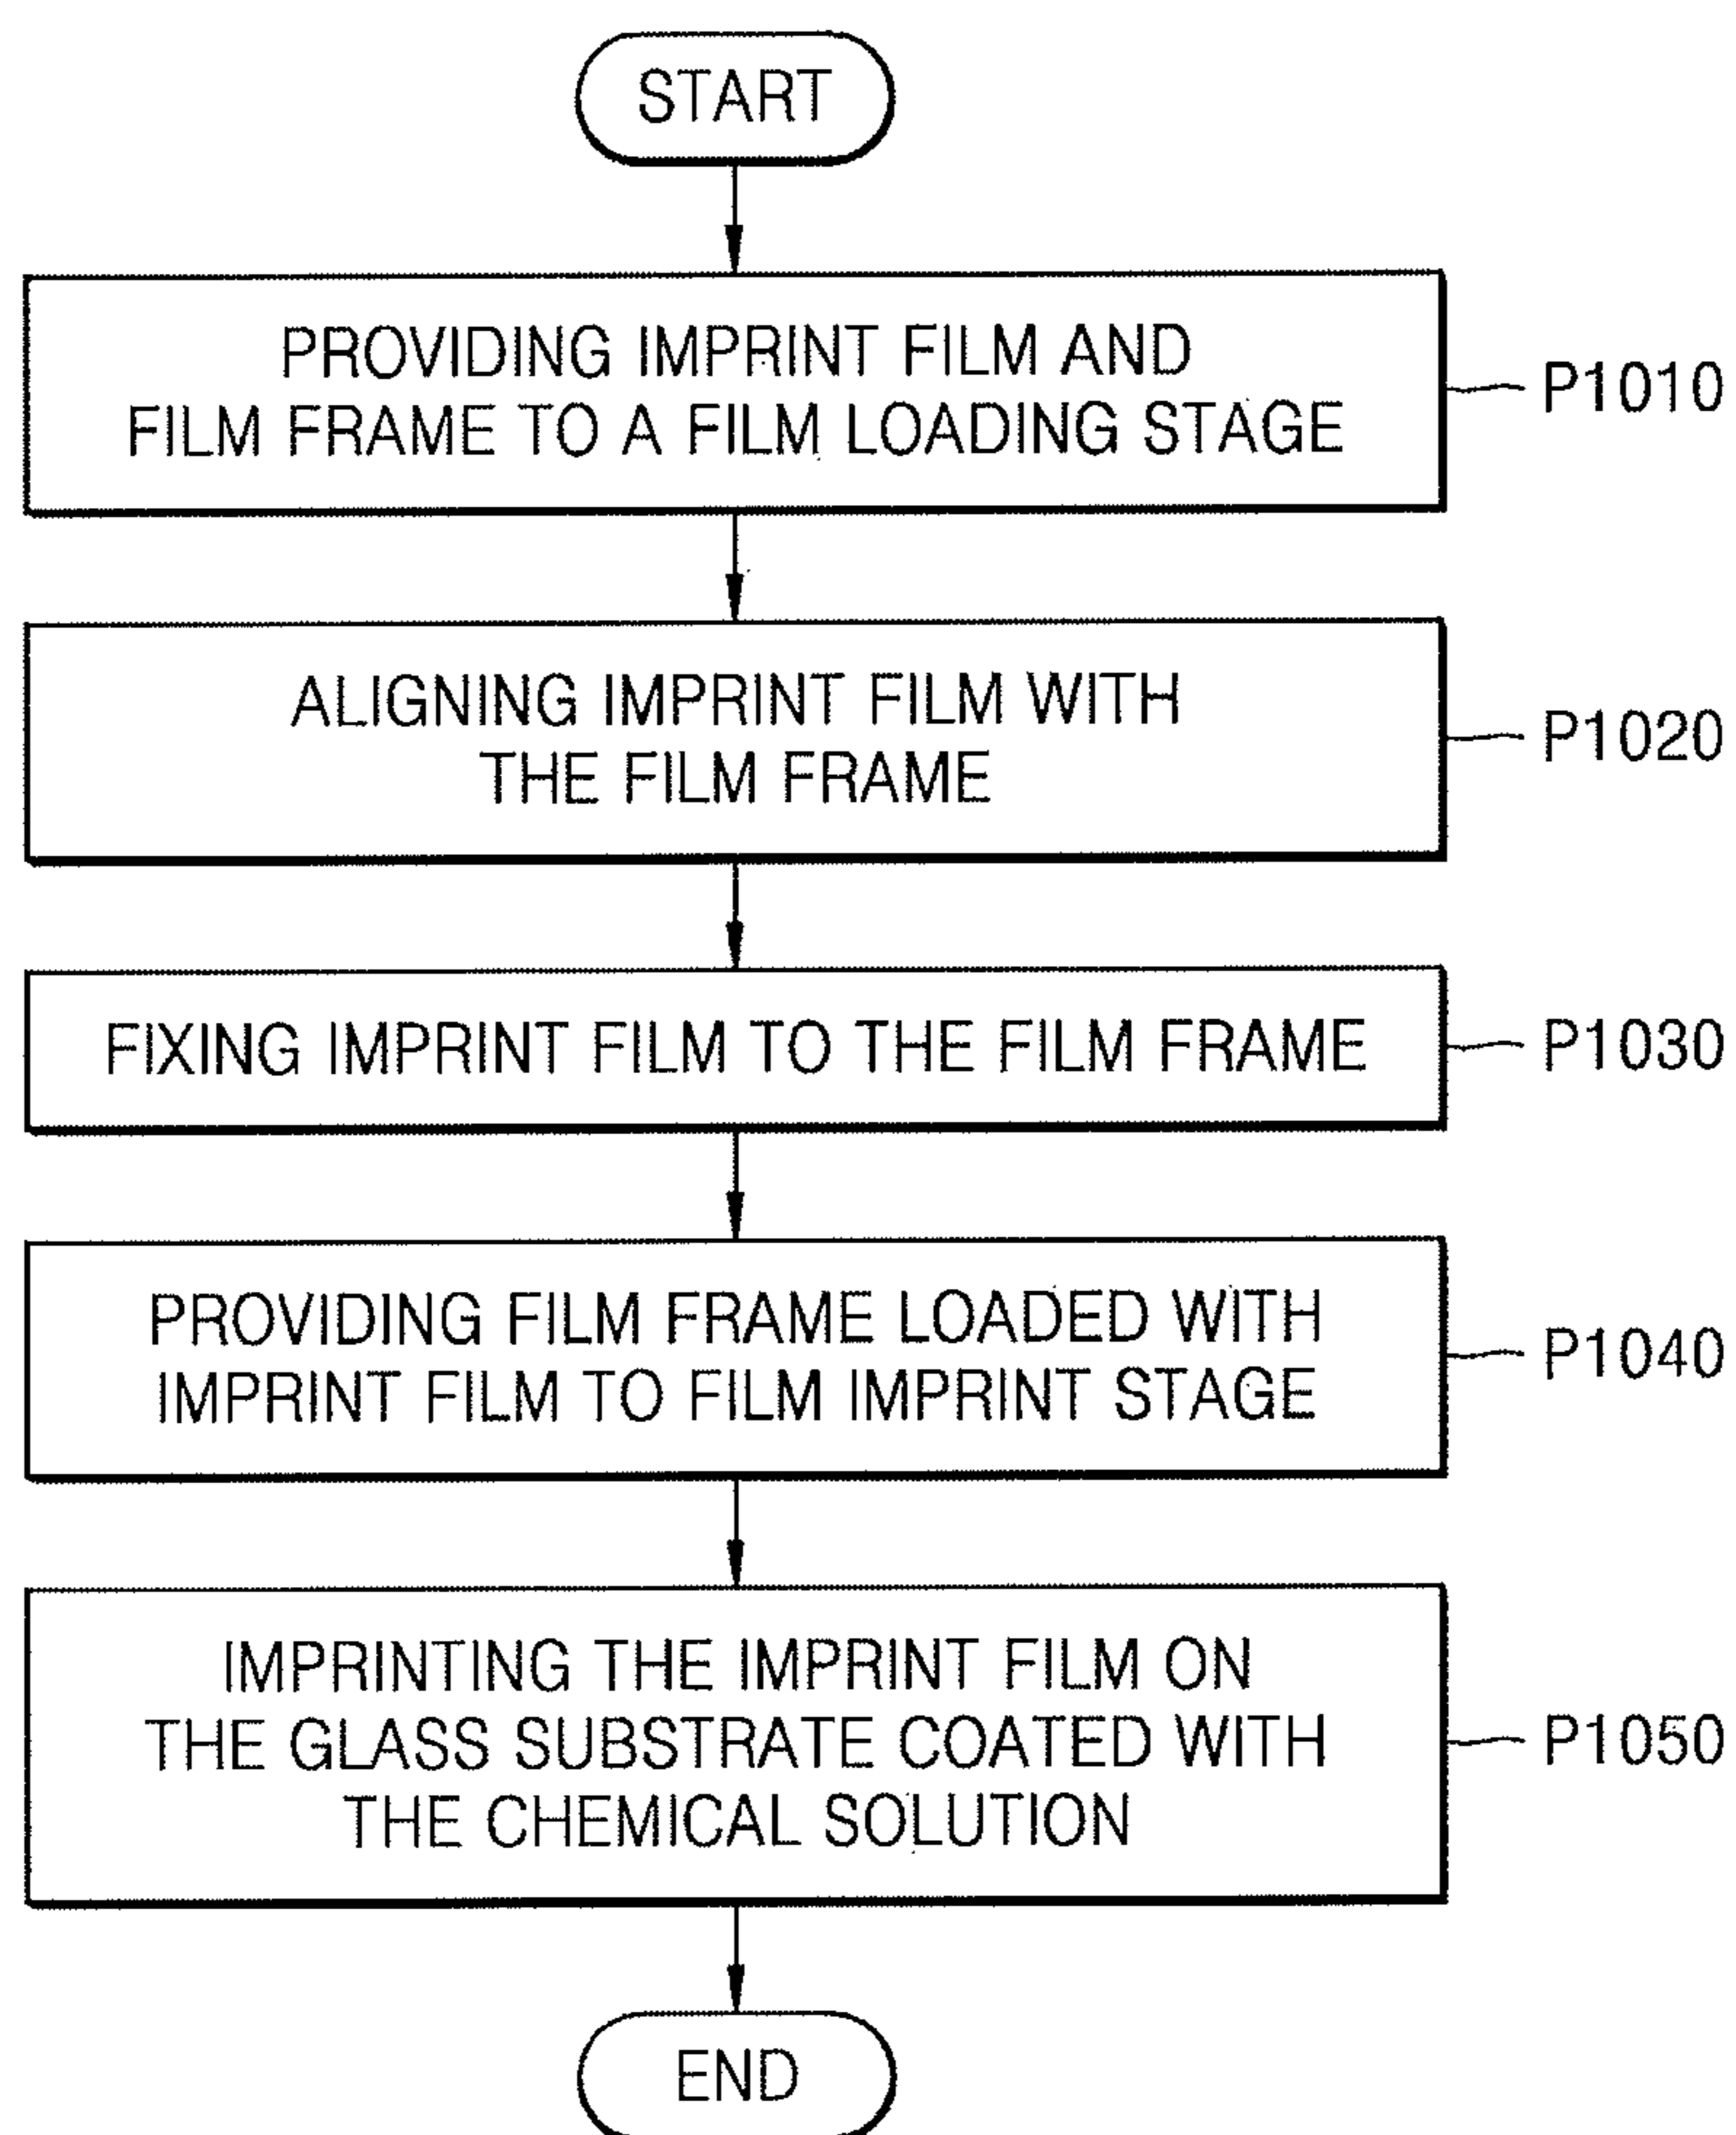 START
PROVIDING IMPRINT FILM AND
FILM FRAME TO A FILM LOADING STAGE
P1010
ALIGNING IMPRINT FILM WITH
THE FILM FRAME
P1020
FIXING IMPRINT FILM TO THE FILM FRAME
P1030
PROVIDING FILM FRAME LOADED WITH
IMPRINT FILM TO FILM IMPRINT STAGE
P1040
IMPRINTING THE IMPRINT FILM ON
THE GLASS SUBSTRATE COATED WITH
THE CHEMICAL SOLUTION
P1050
END